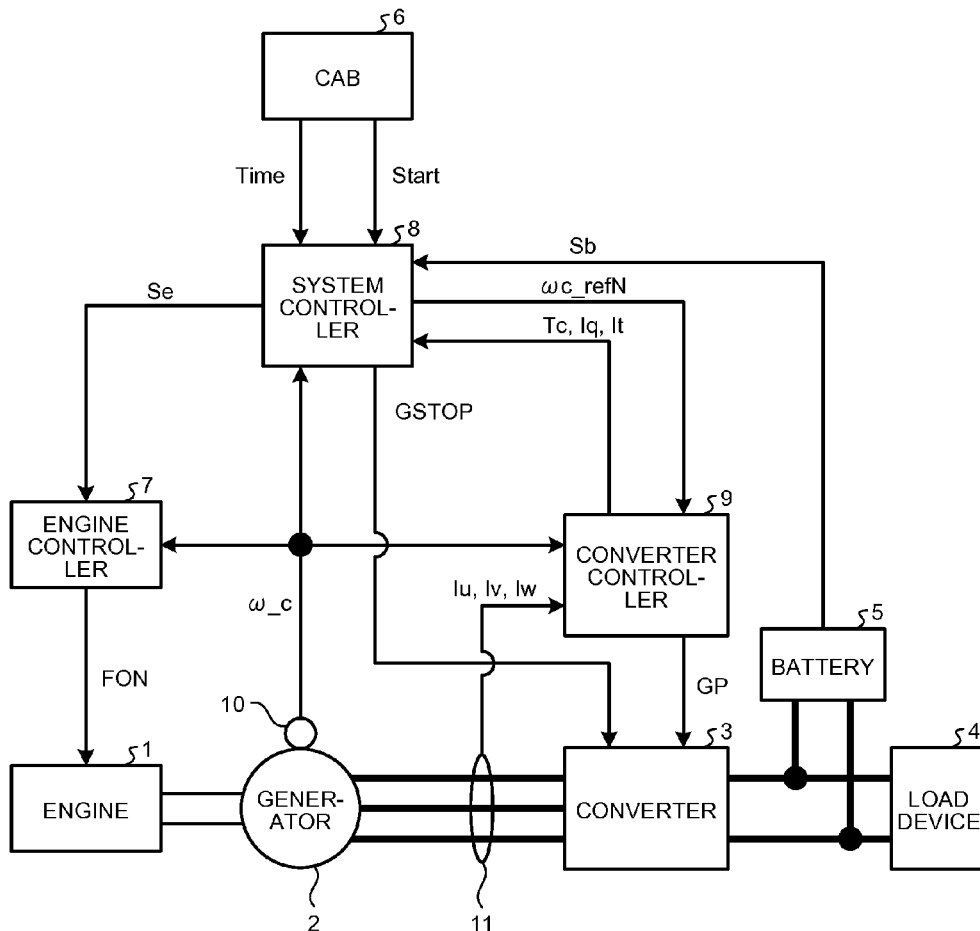 6
CAB
Time
Start
8
SYSTEM
CONTROL-
LER
Sb
ωc_refN
Tc, Iq, It
Se
GSTOP
7
ENGINE
CONTROL-
LER
9
CONVERTER
CONTROL-
LER
Iu, Iv, Iw
ω_c
5
BATTERY
FON
GP
10
1
ENGINE
GENER-
ATOR
2
11
3
CONVERTER
4
LOAD
DEVICE